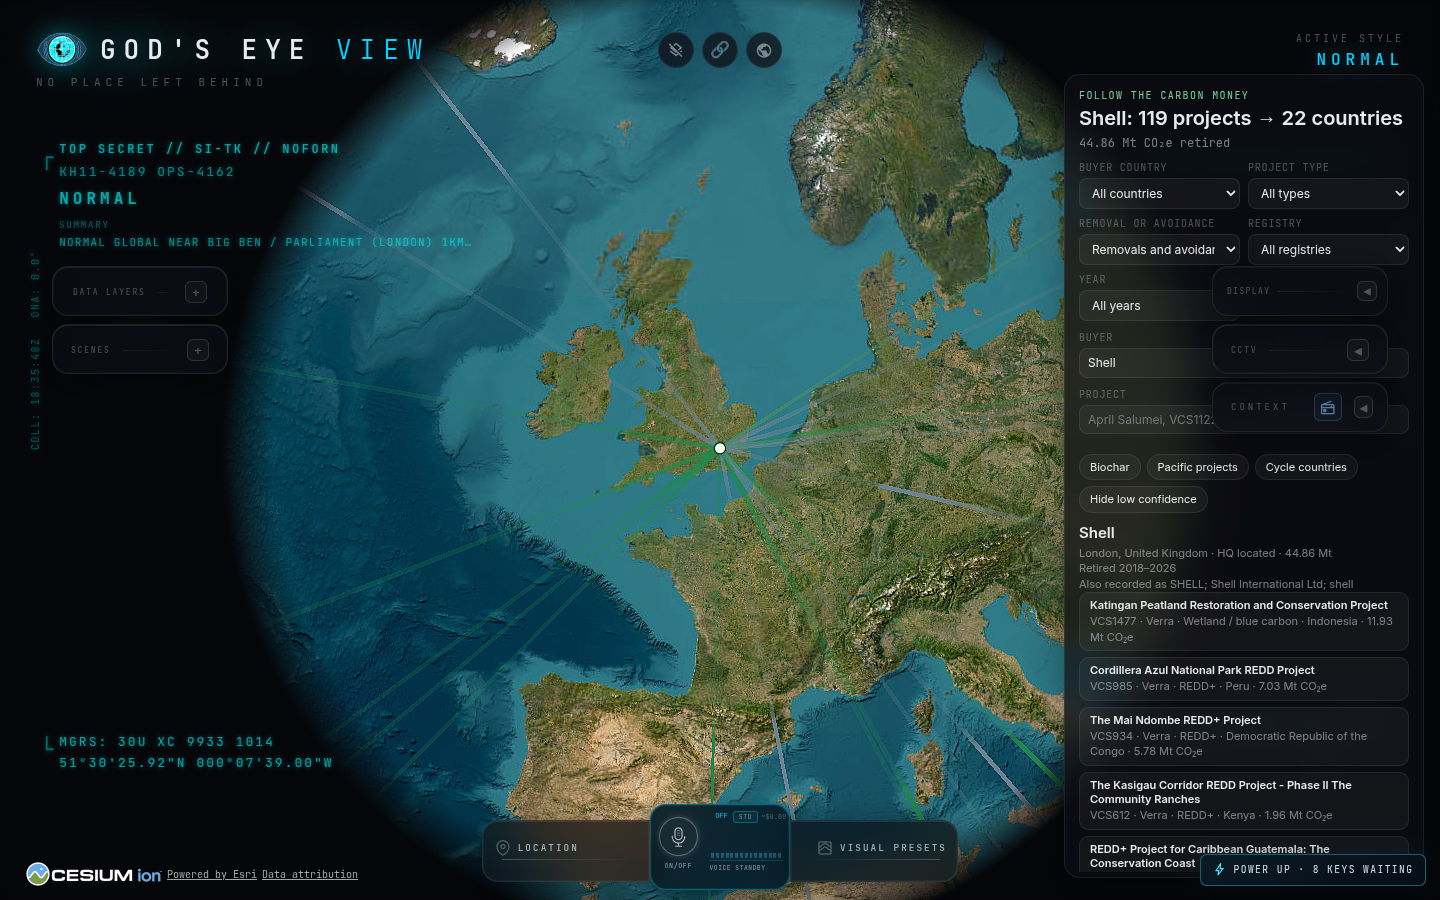 GOD'S EYE VIEW
NO PLACE LEFT BEHIND
TOP SECRET // SI-TK // NOFORN
KH11-4189 OPS-4162
NORMAL
SUMMARY
NORMAL GLOBAL NEAR BIG BEN / PARLIAMENT (LONDON) 1KM…
COLL: 18:35:48Z ONA: 0.0°
DATA LAYERS
+
SCENES
+
MGRS: 30U XC 9933 1014
51°30'25.92"N 000°07'39.00"W
CESIUM ion
Powered by Esri Data attribution
LOCATION
OFF STD ~$0.00
ON/OFF
VOICE STANDBY
VISUAL PRESETS
ACTIVE STYLE
NORMAL
FOLLOW THE CARBON MONEY
Shell: 119 projects → 22 countries
44.86 Mt CO₂e retired
BUYER COUNTRY PROJECT TYPE
All countries All types
REMOVAL OR AVOIDANCE REGISTRY
Removals and avoidan All registries
YEAR
All years
DISPLAY
BUYER
Shell
CCTV
PROJECT
April Salumei, VCS112
CONTEXT
Biochar Pacific projects Cycle countries
Hide low confidence
Shell
London, United Kingdom · HQ located · 44.86 Mt
Retired 2018–2026
Also recorded as SHELL; Shell International Ltd; shell
Katingan Peatland Restoration and Conservation Project
VCS1477 · Verra · Wetland / blue carbon · Indonesia · 11.93
Mt CO₂e
Cordillera Azul National Park REDD Project
VCS985 · Verra · REDD+ · Peru · 7.03 Mt CO₂e
The Mai Ndombe REDD+ Project
VCS934 · Verra · REDD+ · Democratic Republic of the
Congo · 5.78 Mt CO₂e
The Kasigau Corridor REDD Project - Phase II The
Community Ranches
VCS612 · Verra · REDD+ · Kenya · 1.96 Mt CO₂e
REDD+ Project for Caribbean Guatemala: The
Conservation Coast
POWER UP · 8 KEYS WAITING